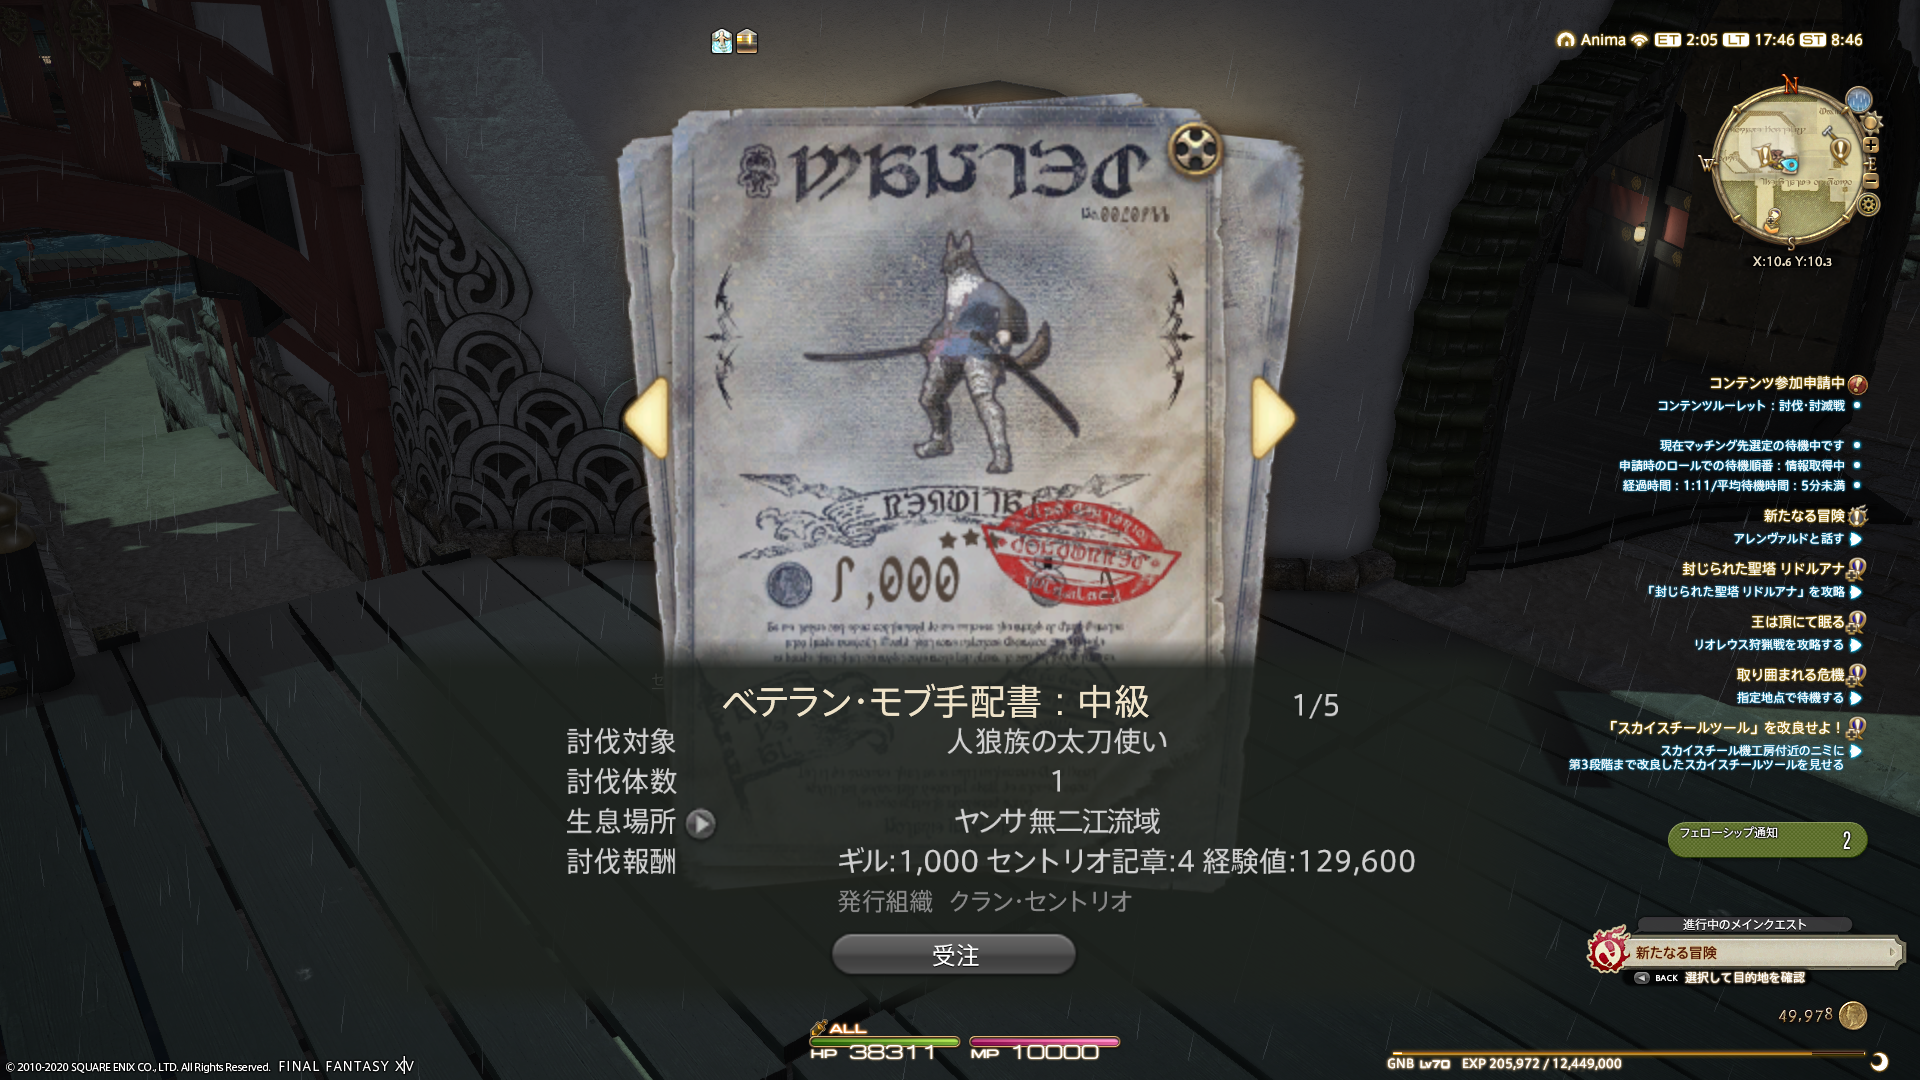 Anima ET 2:05 LT 17:46 ST 8:46
N
W
E
S
X:10.6 Y:10.3
コンテンツ参加申請中
コンテンツルーレット：討伐･討滅戦
現在マッチング先選定の待機中です
申請時のロールでの待機順番：情報取得中
経過時間：1:11/平均待機時間：5分未満
新たなる冒険
アレンヴァルドと話す
封じられた聖塔 リドルアナ
「封じられた聖塔 リドルアナ」を攻略
王は頂にて眠る
リオレウス狩猟戦を攻略する
取り囲まれる危機
指定地点で待機する
「スカイスチールツール」を改良せよ！
スカイスチール機工房付近のニミに
第3段階まで改良したスカイスチールツールを見せる
フェローシップ通知 2
進行中のメインクエスト
新たなる冒険
BACK 選択して目的地を確認
49,978
,000
ベテラン･モブ手配書：中級 1/5
討伐対象 人狼族の太刀使い
討伐体数 1
生息場所 ヤンサ 無二江流域
討伐報酬 ギル:1,000 セントリオ記章:4 経験値:129,600
発行組織 クラン･セントリオ
受注
ALL
HP 38311 MP 10000
GNB Lv70 EXP 205,972 / 12,449,000
© 2010-2020 SQUARE ENIX CO., LTD. All Rights Reserved. FINAL FANTASY XIV